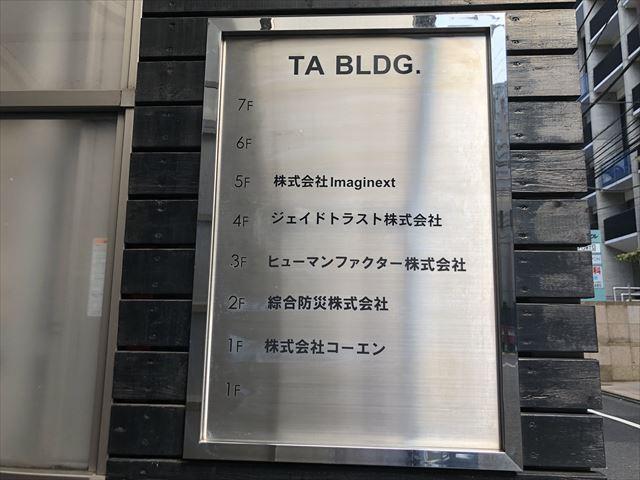 TA BLDG.
7F
6F
5F 株式会社Imaginext
4F ジェイドトラスト株式会社
3F ヒューマンファクター株式会社
2F 綜合防災株式会社
1F 株式会社コーエン
1F